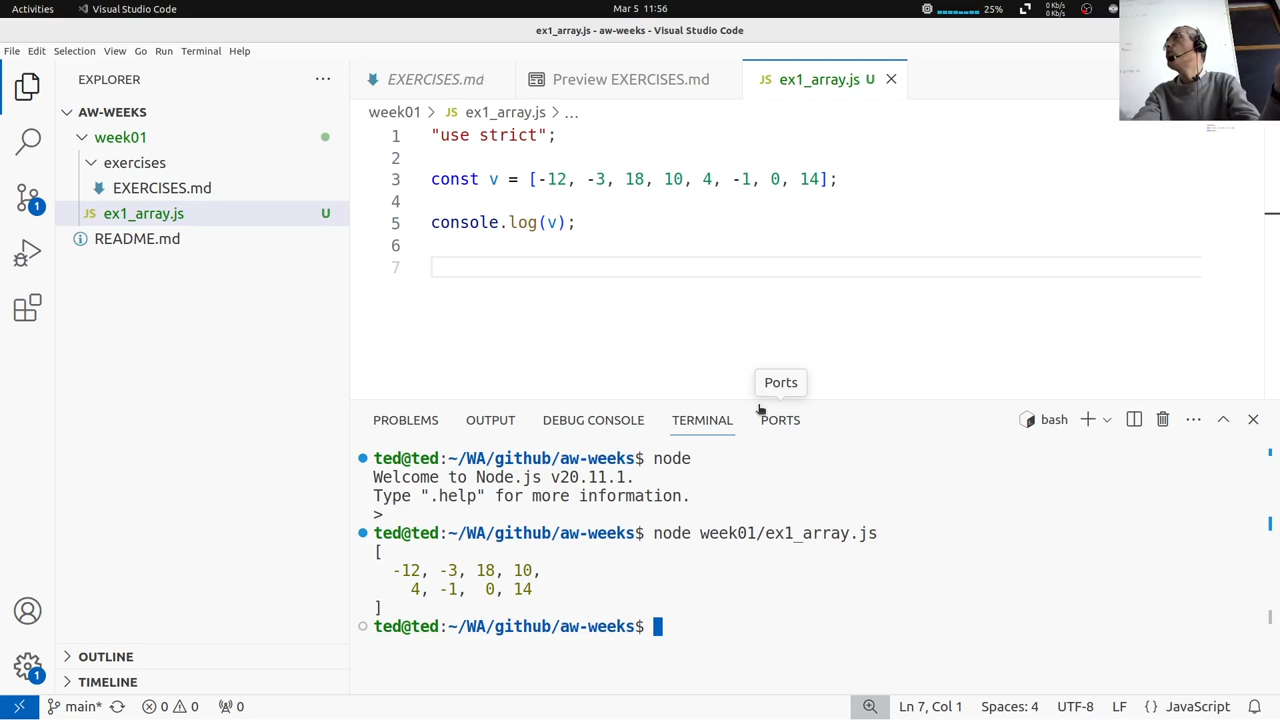 Activities
Visual Studio Code
Mar 5 11:56
25%
0 Kb/s
0 Kb/s
ex1_array.js - aw-weeks - Visual Studio Code
File Edit Selection View Go Run Terminal Help
EXPLORER
EXERCISES.md
Preview EXERCISES.md
JS ex1_array.js U
AW-WEEKS
week01 > JS ex1_array.js > ...
week01
exercises
EXERCISES.md
JS ex1_array.js U
README.md
1 "use strict";
2
3 const v = [-12, -3, 18, 10, 4, -1, 0, 14];
4
5 console.log(v);
6
7
Ports
PROBLEMS OUTPUT DEBUG CONSOLE TERMINAL PORTS
bash
ted@ted:~/WA/github/aw-weeks$ node
Welcome to Node.js v20.11.1.
Type ".help" for more information.
>
ted@ted:~/WA/github/aw-weeks$ node week01/ex1_array.js
[
-12, -3, 18, 10,
4, -1, 0, 14
]
ted@ted:~/WA/github/aw-weeks$
1
1
OUTLINE
TIMELINE
main* 0 0 0
Ln 7, Col 1 Spaces: 4 UTF-8 LF {} JavaScript